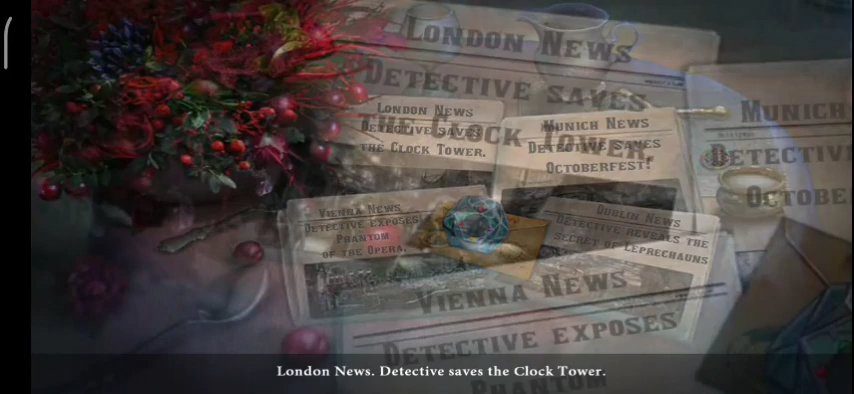 London News
Detective saves
the Clock Tower.
London News
Detective saves
the Clock Tower.
Munich News
Detective saves
Octoberfest!
Munich
Detectiv
Octobe
Vienna News
Detective exposes
Phantom
of the Opera.
Dublin News
Detective reveals the
secret of Leprechauns
Vienna News
Detective exposes
Phantom
London News. Detective saves the Clock Tower.